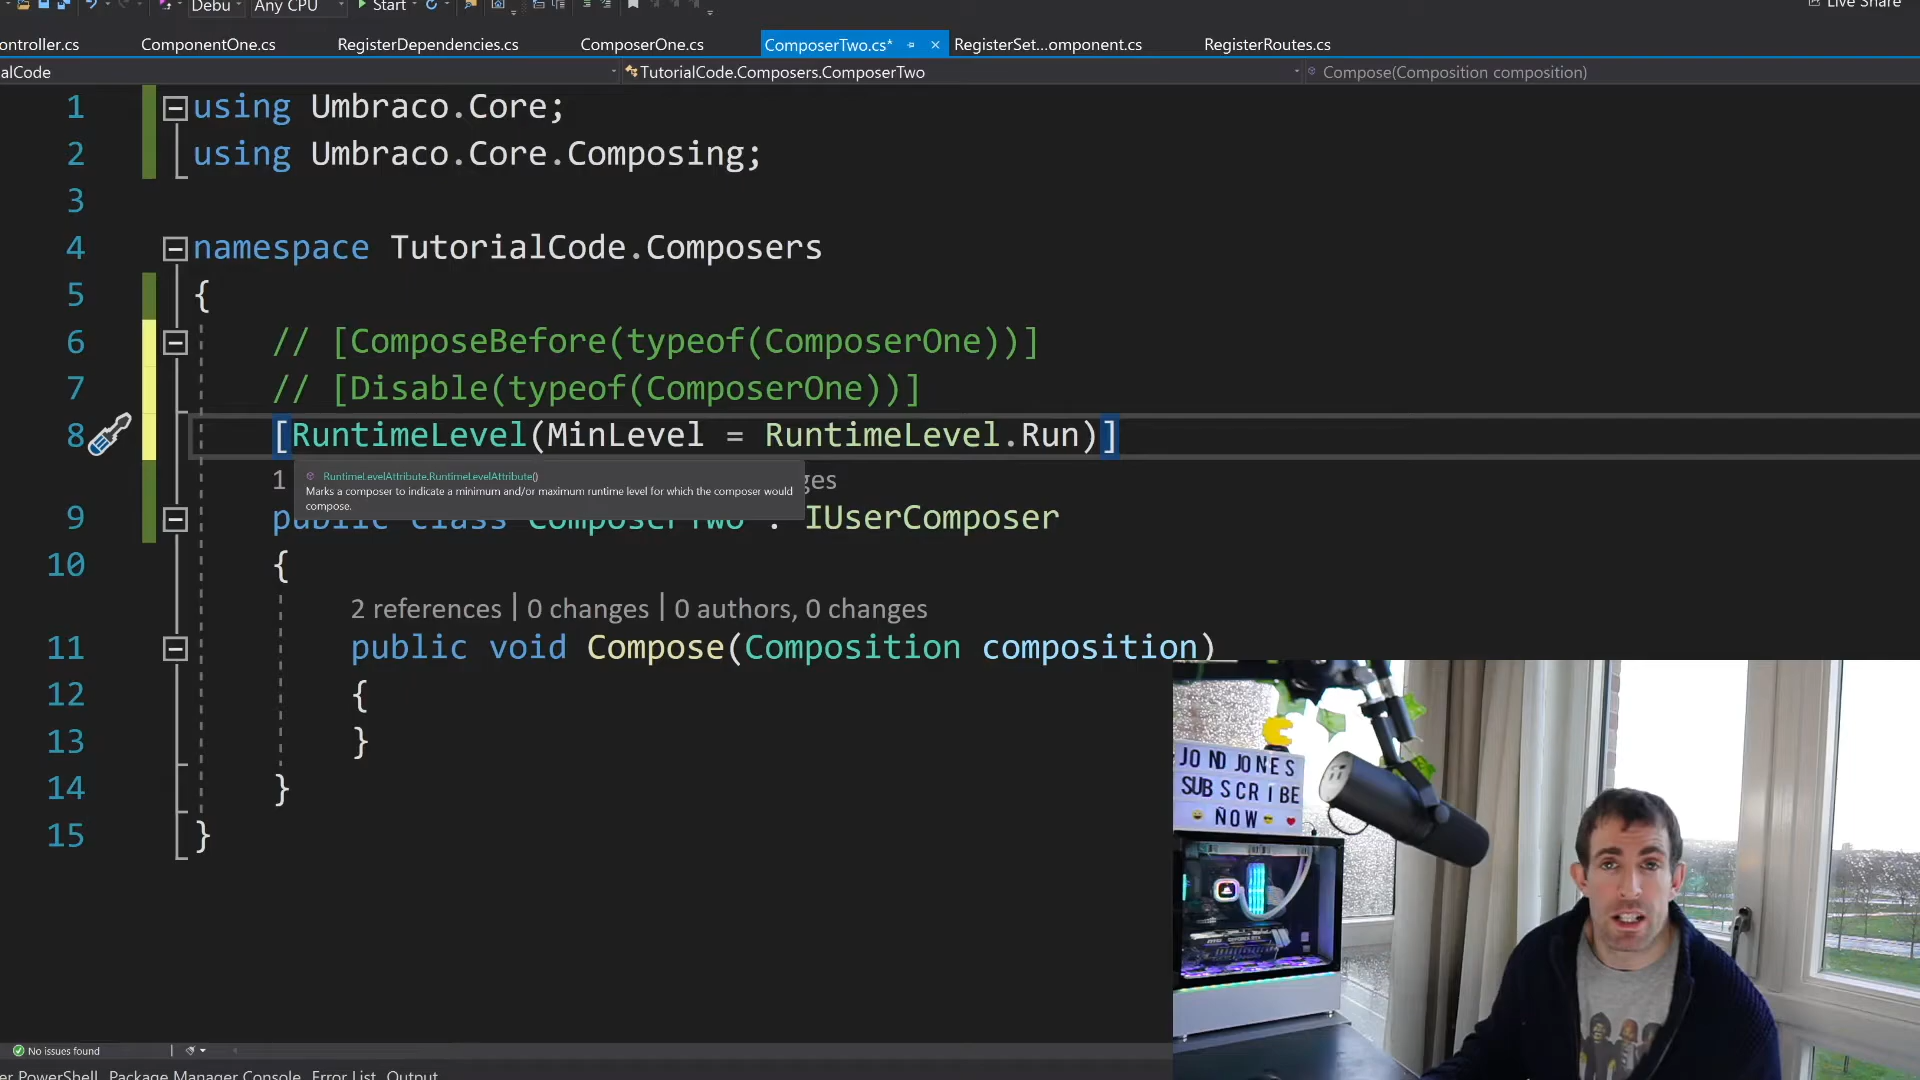 Debu Any CPU Start Live Share
ontroller.cs ComponentOne.cs RegisterDependencies.cs ComposerOne.cs ComposerTwo.cs* RegisterSet...omponent.cs RegisterRoutes.cs
alCode TutorialCode.Composers.ComposerTwo Compose(Composition composition)
1 using Umbraco.Core;
2 using Umbraco.Core.Composing;
3
4 namespace TutorialCode.Composers
5 {
6 // [ComposeBefore(typeof(ComposerOne))]
7 // [Disable(typeof(ComposerOne))]
8 [RuntimeLevel(MinLevel = RuntimeLevel.Run)]
1 ges
RuntimeLevelAttribute.RuntimeLevelAttribute()
Marks a composer to indicate a minimum and/or maximum runtime level for which the composer would
compose.
9 public class ComposerTwo : IUserComposer
10 {
2 references | 0 changes | 0 authors, 0 changes
11 public void Compose(Composition composition)
12 {
13 }
14 }
15 }
JONDJONES
SUBSCRIBE
NOW
No issues found
er PowerShell Package Manager Console Error List Output